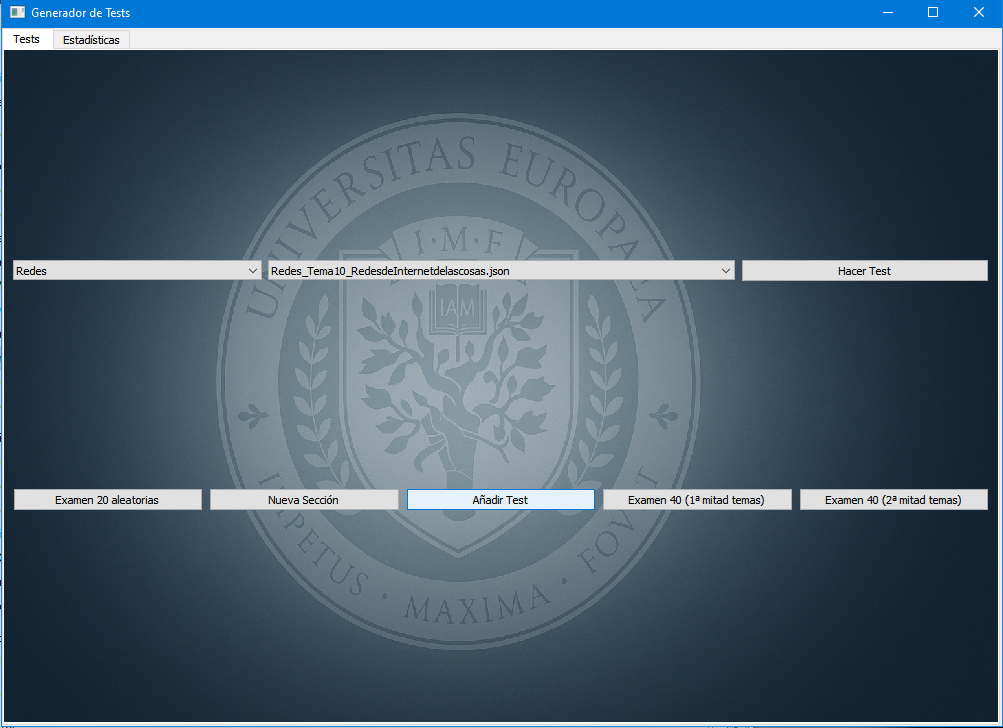 Generador de Tests
Tests
Estadísticas
UNIVERSITAS EUROPAEA
I·M·F
Redes
Redes_Tema10_RedesdeInternetdelascosas.json
Hacer Test
IAM
Examen 20 aleatorias
Nueva Sección
Añadir Test
Examen 40 (1ª mitad temas)
Examen 40 (2ª mitad temas)
IMPETUS · MAXIMA · FOVENT